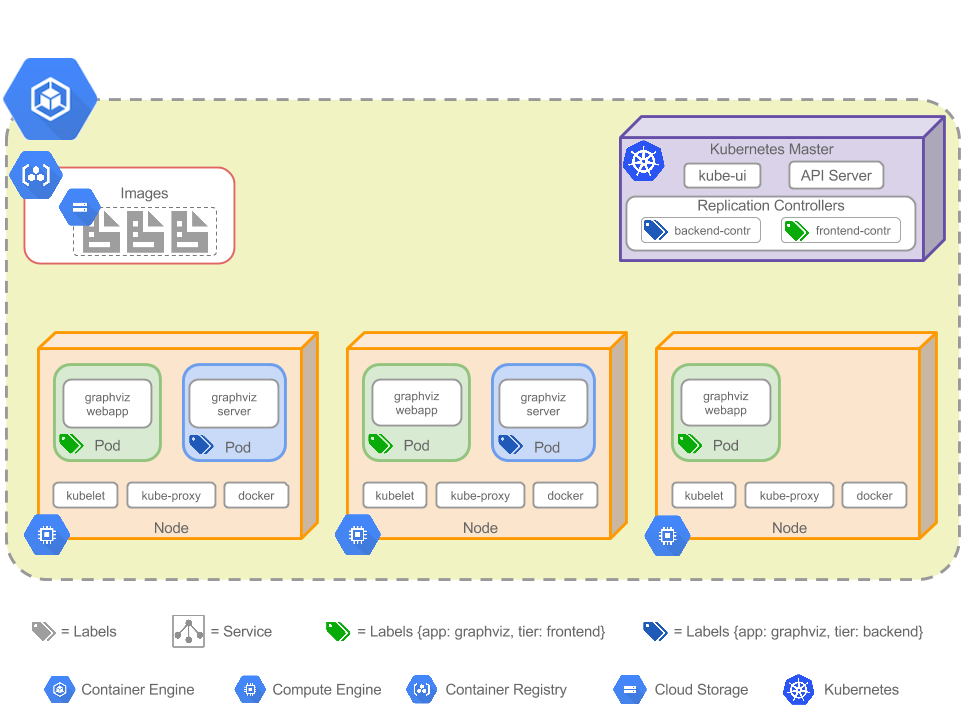 Kubernetes Master
kube-ui
API Server
Images
Replication Controllers
backend-contr
frontend-contr
graphviz
webapp
Pod
graphviz
server
Pod
kubelet
kube-proxy
docker
Node
graphviz
webapp
Pod
graphviz
server
Pod
kubelet
kube-proxy
docker
Node
graphviz
webapp
Pod
kubelet
kube-proxy
docker
Node
= Labels
= Service
= Labels {app: graphviz, tier: frontend}
= Labels {app: graphviz, tier: backend}
Container Engine
Compute Engine
Container Registry
Cloud Storage
Kubernetes